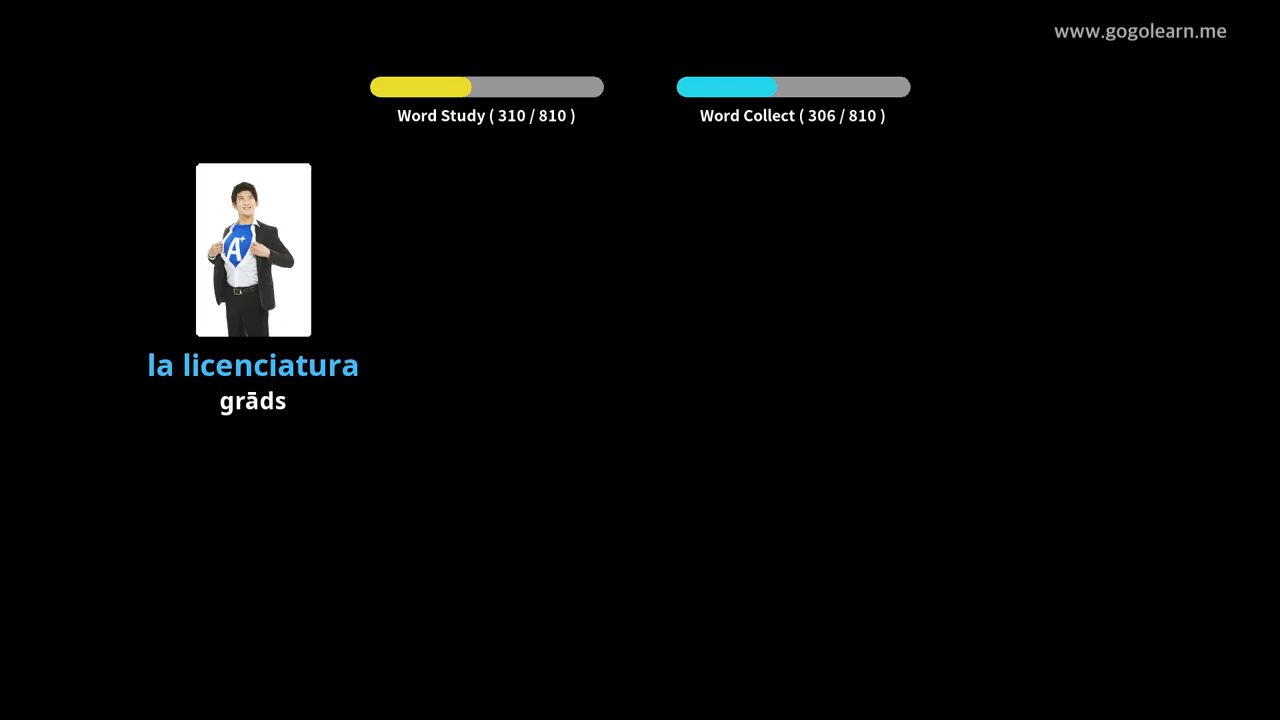 www.gogolearn.me
Word Study ( 310 / 810 )
Word Collect ( 306 / 810 )
A+
la licenciatura
grāds